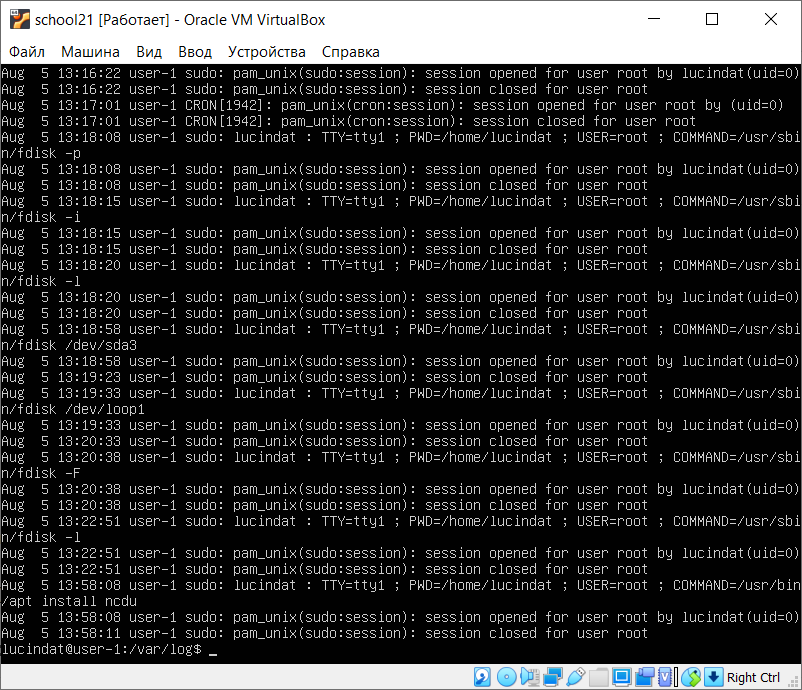 school21 [Работает] - Oracle VM VirtualBox
Файл Машина Вид Ввод Устройства Справка
Aug  5 13:16:22 user-1 sudo: pam_unix(sudo:session): session opened for user root by lucindat(uid=0)
Aug  5 13:16:22 user-1 sudo: pam_unix(sudo:session): session closed for user root
Aug  5 13:17:01 user-1 CRON[1942]: pam_unix(cron:session): session opened for user root by (uid=0)
Aug  5 13:17:01 user-1 CRON[1942]: pam_unix(cron:session): session closed for user root
Aug  5 13:18:08 user-1 sudo: lucindat : TTY=tty1 ; PWD=/home/lucindat ; USER=root ; COMMAND=/usr/sbi
n/fdisk -p
Aug  5 13:18:08 user-1 sudo: pam_unix(sudo:session): session opened for user root by lucindat(uid=0)
Aug  5 13:18:08 user-1 sudo: pam_unix(sudo:session): session closed for user root
Aug  5 13:18:15 user-1 sudo: lucindat : TTY=tty1 ; PWD=/home/lucindat ; USER=root ; COMMAND=/usr/sbi
n/fdisk -i
Aug  5 13:18:15 user-1 sudo: pam_unix(sudo:session): session opened for user root by lucindat(uid=0)
Aug  5 13:18:15 user-1 sudo: pam_unix(sudo:session): session closed for user root
Aug  5 13:18:20 user-1 sudo: lucindat : TTY=tty1 ; PWD=/home/lucindat ; USER=root ; COMMAND=/usr/sbi
n/fdisk -l
Aug  5 13:18:20 user-1 sudo: pam_unix(sudo:session): session opened for user root by lucindat(uid=0)
Aug  5 13:18:20 user-1 sudo: pam_unix(sudo:session): session closed for user root
Aug  5 13:18:58 user-1 sudo: lucindat : TTY=tty1 ; PWD=/home/lucindat ; USER=root ; COMMAND=/usr/sbi
n/fdisk /dev/sda3
Aug  5 13:18:58 user-1 sudo: pam_unix(sudo:session): session opened for user root by lucindat(uid=0)
Aug  5 13:19:23 user-1 sudo: pam_unix(sudo:session): session closed for user root
Aug  5 13:19:33 user-1 sudo: lucindat : TTY=tty1 ; PWD=/home/lucindat ; USER=root ; COMMAND=/usr/sbi
n/fdisk /dev/loop1
Aug  5 13:19:33 user-1 sudo: pam_unix(sudo:session): session opened for user root by lucindat(uid=0)
Aug  5 13:20:33 user-1 sudo: pam_unix(sudo:session): session closed for user root
Aug  5 13:20:38 user-1 sudo: lucindat : TTY=tty1 ; PWD=/home/lucindat ; USER=root ; COMMAND=/usr/sbi
n/fdisk -F
Aug  5 13:20:38 user-1 sudo: pam_unix(sudo:session): session opened for user root by lucindat(uid=0)
Aug  5 13:20:38 user-1 sudo: pam_unix(sudo:session): session closed for user root
Aug  5 13:22:51 user-1 sudo: lucindat : TTY=tty1 ; PWD=/home/lucindat ; USER=root ; COMMAND=/usr/sbi
n/fdisk -l
Aug  5 13:22:51 user-1 sudo: pam_unix(sudo:session): session opened for user root by lucindat(uid=0)
Aug  5 13:22:51 user-1 sudo: pam_unix(sudo:session): session closed for user root
Aug  5 13:58:08 user-1 sudo: lucindat : TTY=tty1 ; PWD=/home/lucindat ; USER=root ; COMMAND=/usr/bin
/apt install ncdu
Aug  5 13:58:08 user-1 sudo: pam_unix(sudo:session): session opened for user root by lucindat(uid=0)
Aug  5 13:58:11 user-1 sudo: pam_unix(sudo:session): session closed for user root
lucindat@user-1:/var/log$ _
Right Ctrl